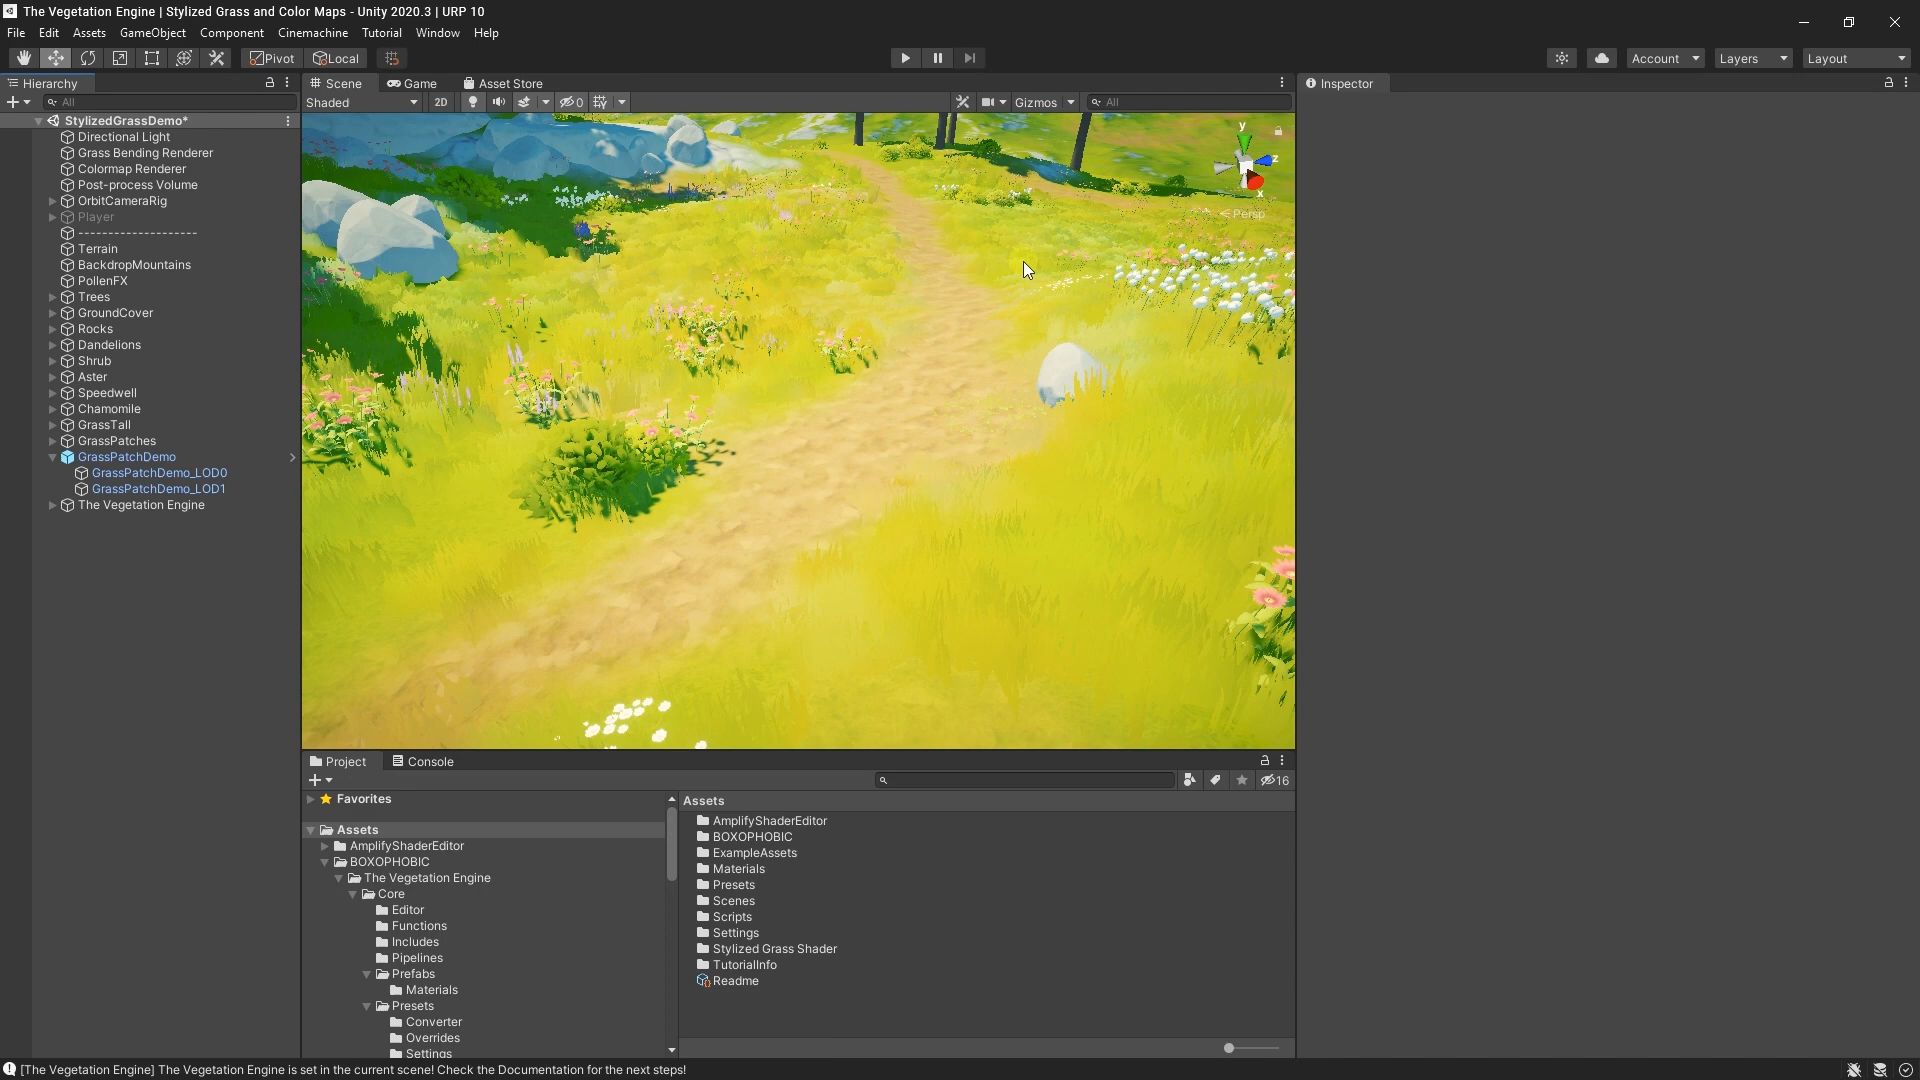 The Vegetation Engine | Stylized Grass and Color Maps - Unity 2020.3 | URP 10
File Edit Assets GameObject Component Cinemachine Tutorial Window Help
Pivot Local Account Layers Layout
Hierarchy
All
StylizedGrassDemo*
Directional Light
Grass Bending Renderer
Colormap Renderer
Post-process Volume
OrbitCameraRig
Player
--------------------
Terrain
BackdropMountains
PollenFX
Trees
GroundCover
Rocks
Dandelions
Shrub
Aster
Speedwell
Chamomile
GrassTall
GrassPatches
GrassPatchDemo
GrassPatchDemo_LOD0
GrassPatchDemo_LOD1
The Vegetation Engine
Scene Game Asset Store
Shaded 2D 0 Gizmos All
y
z
x
Persp
Inspector
Project Console
16
Favorites
Assets
AmplifyShaderEditor
BOXOPHOBIC
The Vegetation Engine
Core
Editor
Functions
Includes
Pipelines
Prefabs
Materials
Presets
Converter
Overrides
Settings
Assets
AmplifyShaderEditor
BOXOPHOBIC
ExampleAssets
Materials
Presets
Scenes
Scripts
Settings
Stylized Grass Shader
TutorialInfo
Readme
[The Vegetation Engine] The Vegetation Engine is set in the current scene! Check the Documentation for the next steps!